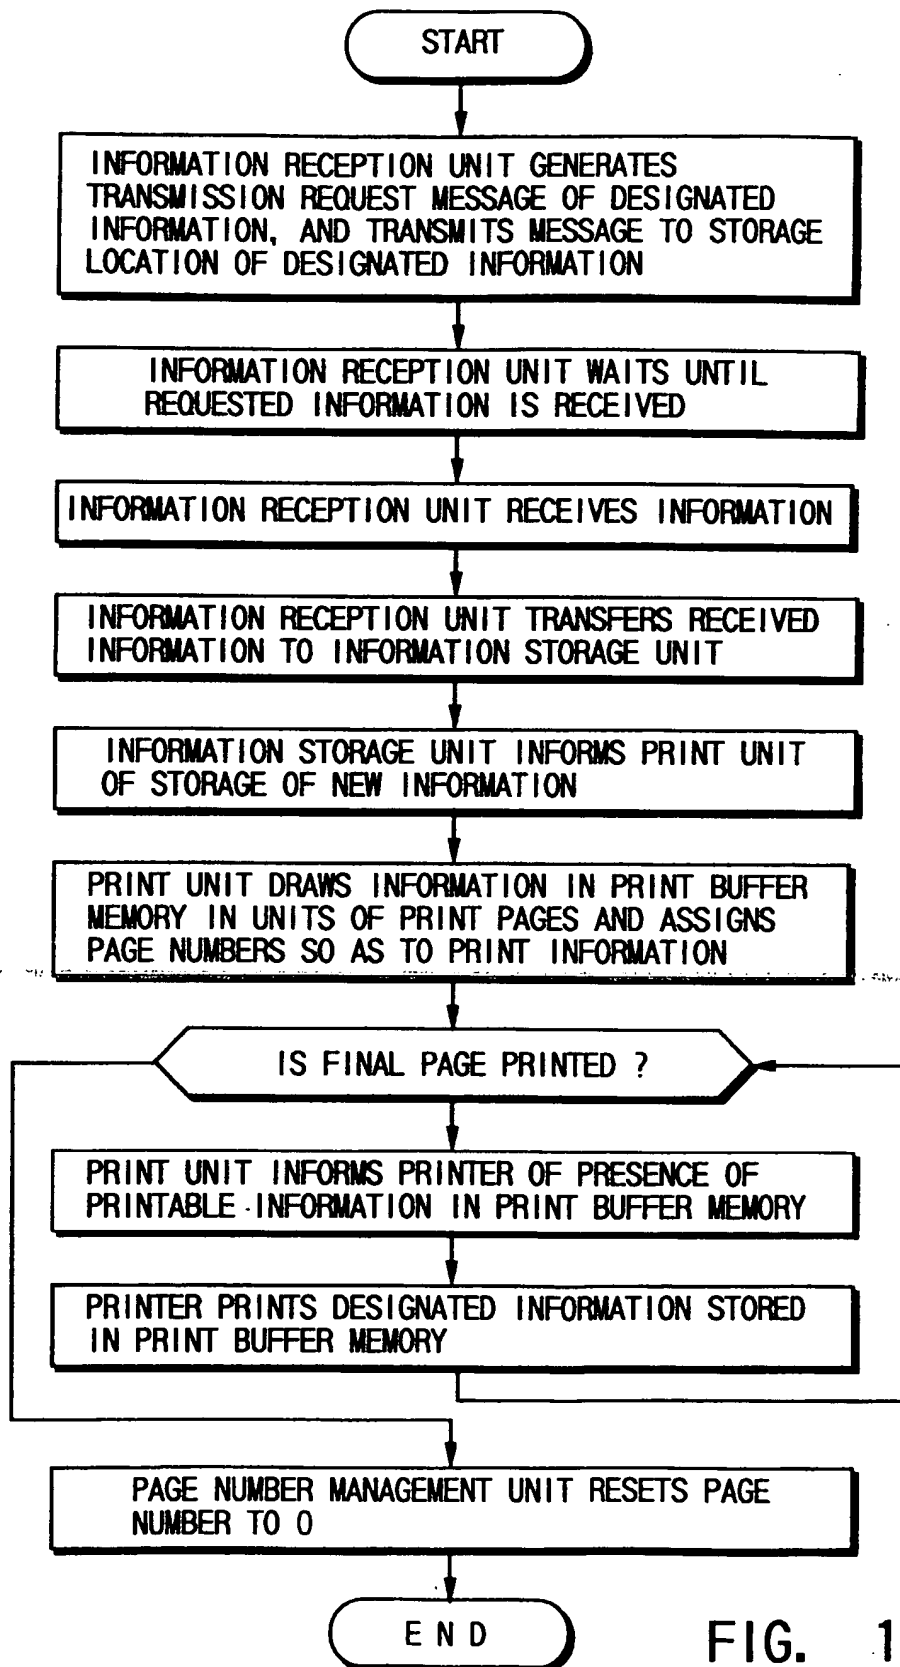 START
INFORMATION RECEPTION UNIT GENERATES
TRANSMISSION REQUEST MESSAGE OF DESIGNATED
INFORMATION, AND TRANSMITS MESSAGE TO STORAGE
LOCATION OF DESIGNATED INFORMATION
INFORMATION RECEPTION UNIT WAITS UNTIL
REQUESTED INFORMATION IS RECEIVED
INFORMATION RECEPTION UNIT RECEIVES INFORMATION
INFORMATION RECEPTION UNIT TRANSFERS RECEIVED
INFORMATION TO INFORMATION STORAGE UNIT
INFORMATION STORAGE UNIT INFORMS PRINT UNIT
OF STORAGE OF NEW INFORMATION
PRINT UNIT DRAWS INFORMATION IN PRINT BUFFER
MEMORY IN UNITS OF PRINT PAGES AND ASSIGNS
PAGE NUMBERS SO AS TO PRINT INFORMATION
IS FINAL PAGE PRINTED ?
PRINT UNIT INFORMS PRINTER OF PRESENCE OF
PRINTABLE INFORMATION IN PRINT BUFFER MEMORY
PRINTER PRINTS DESIGNATED INFORMATION STORED
IN PRINT BUFFER MEMORY
PAGE NUMBER MANAGEMENT UNIT RESETS PAGE
NUMBER TO 0
END
FIG. 1